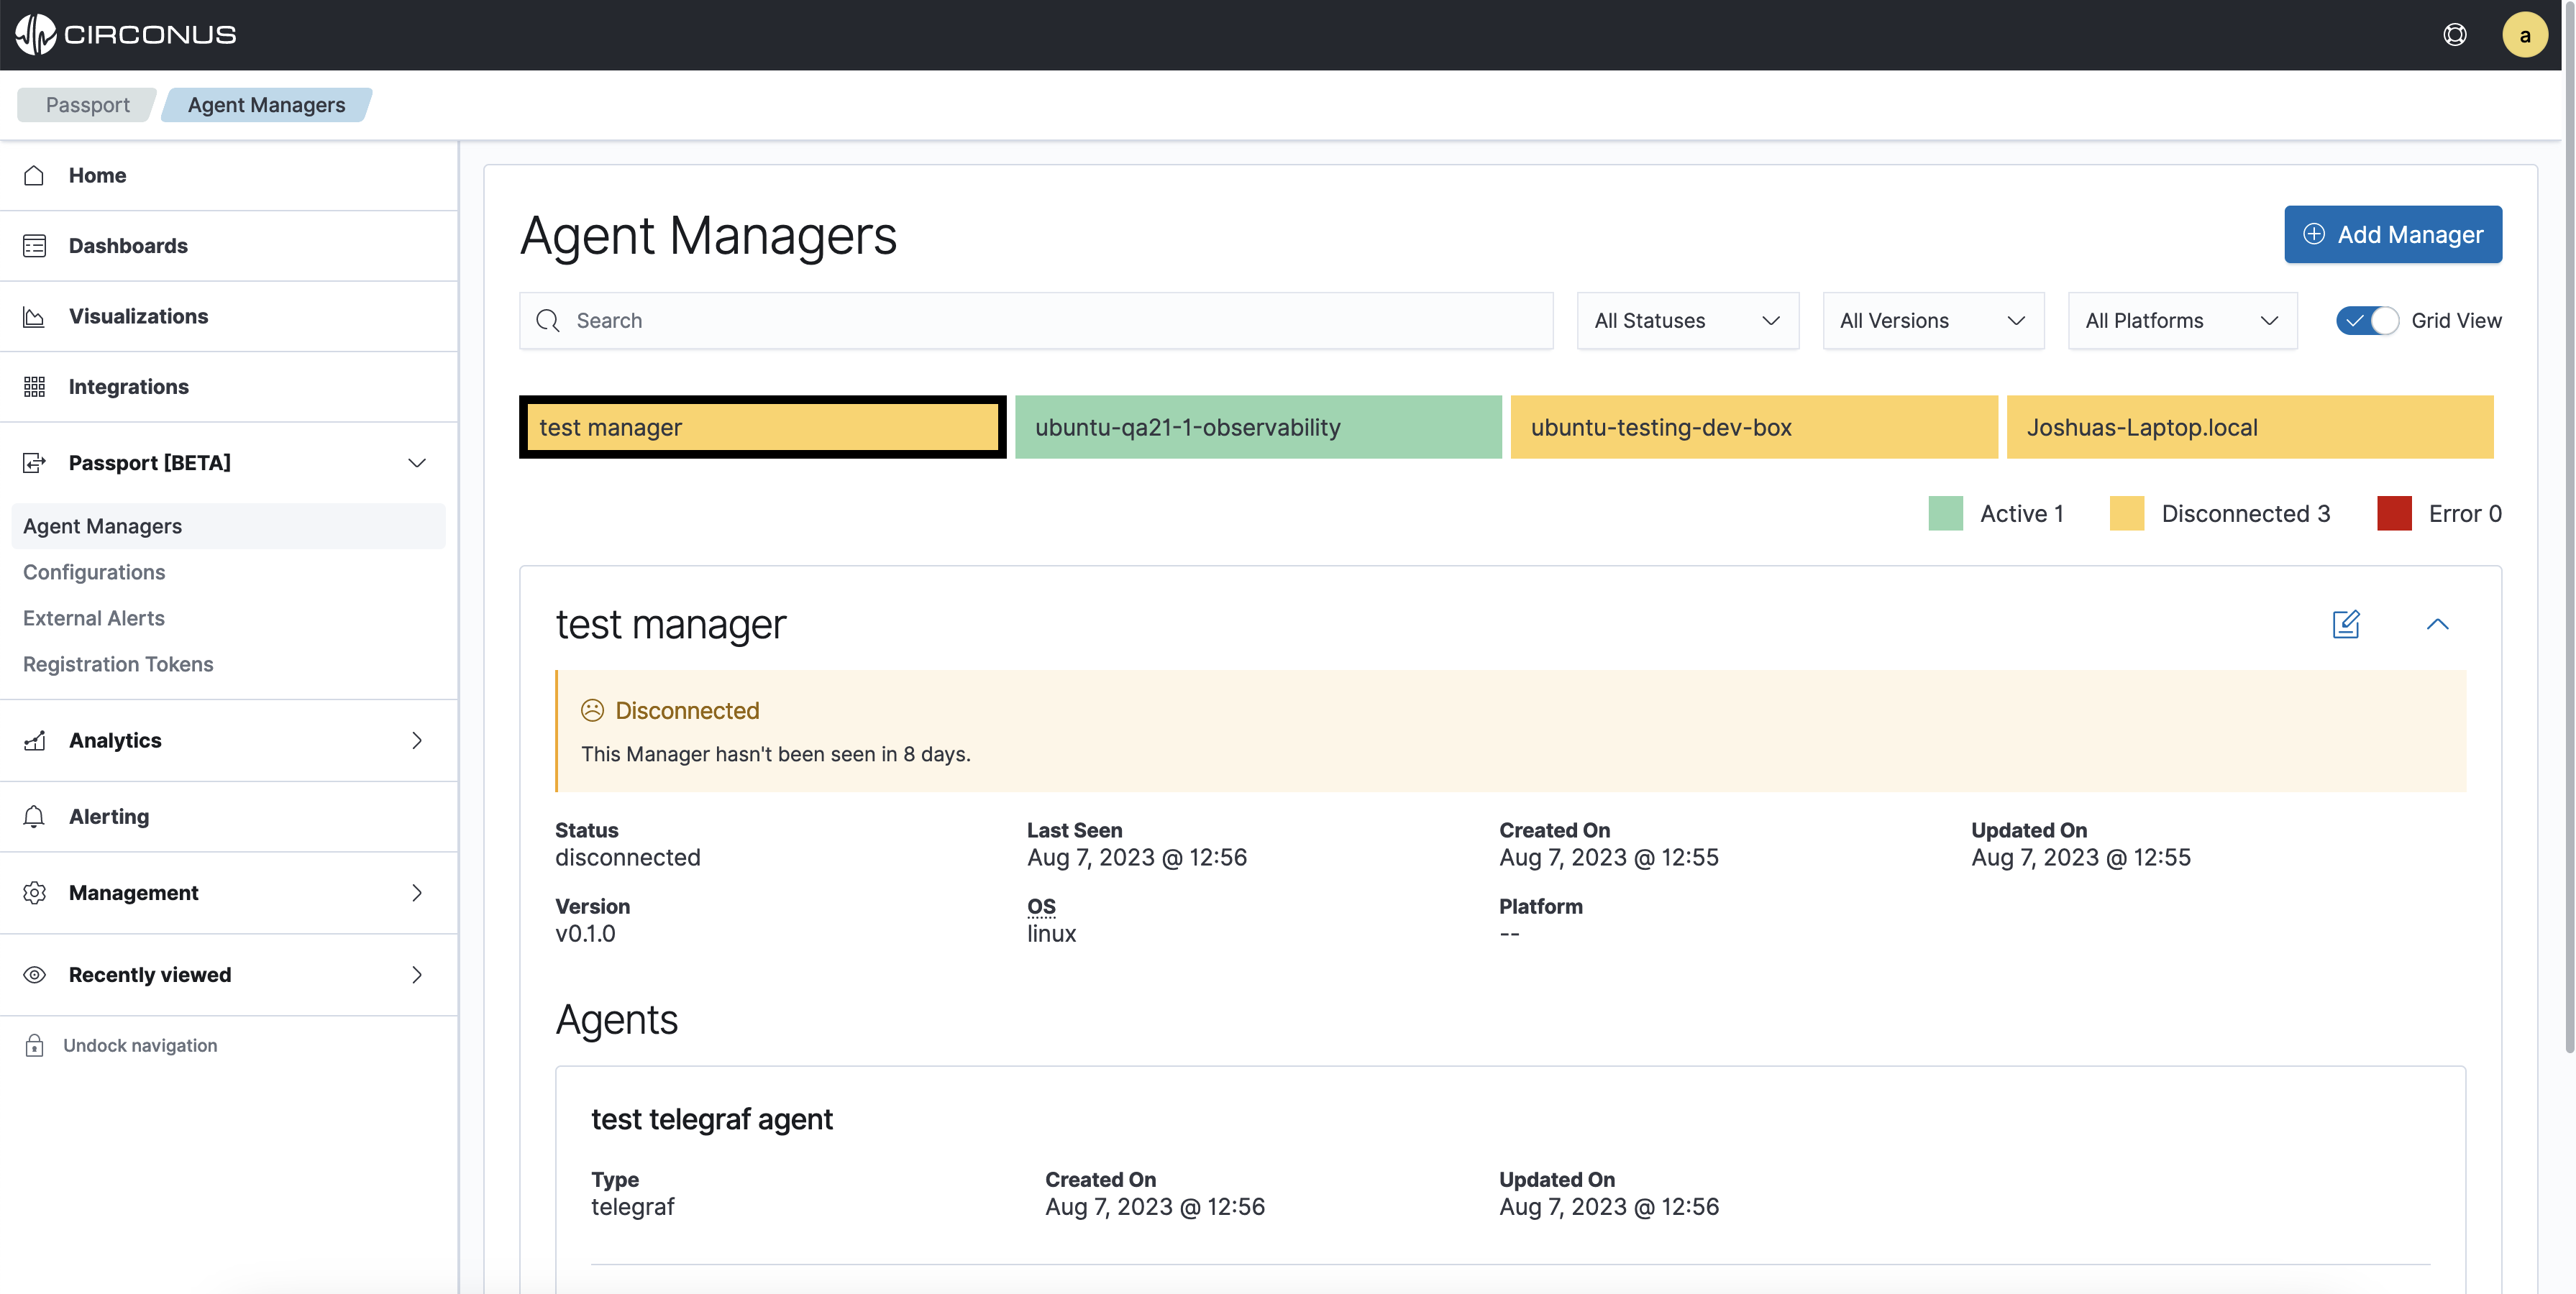 CIRCONUS
a
Passport
Agent Managers
Home
Dashboards
Visualizations
Integrations
Passport [BETA]
Agent Managers
Configurations
External Alerts
Registration Tokens
Analytics
Alerting
Management
Recently viewed
Undock navigation
Agent Managers
Add Manager
Search
All Statuses
All Versions
All Platforms
Grid View
test manager
ubuntu-qa21-1-observability
ubuntu-testing-dev-box
Joshuas-Laptop.local
Active 1
Disconnected 3
Error 0
test manager
Disconnected
This Manager hasn't been seen in 8 days.
Status
disconnected
Last Seen
Aug 7, 2023 @ 12:56
Created On
Aug 7, 2023 @ 12:55
Updated On
Aug 7, 2023 @ 12:55
Version
v0.1.0
OS
linux
Platform
--
Agents
test telegraf agent
Type
telegraf
Created On
Aug 7, 2023 @ 12:56
Updated On
Aug 7, 2023 @ 12:56